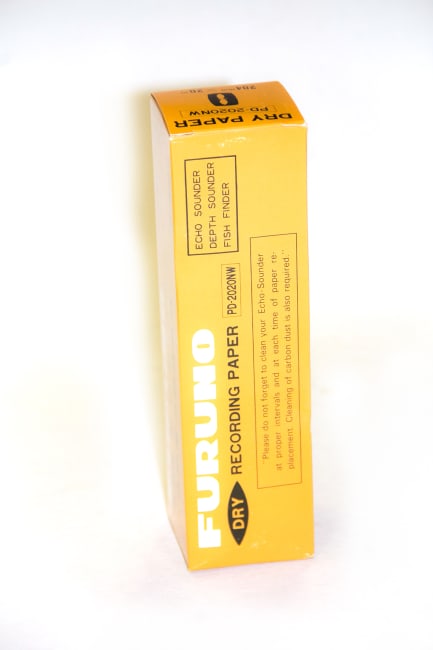 DRY PAPER
PD-2020NW
FURUNO
DRY RECORDING PAPER PD-2020NW
ECHO SOUNDER
DEPTH SOUNDER
FISH FINDER
"Please do not forget to clean your Echo-Sounder
at proper intervals and at each time of paper re-
placement. Cleaning of carbon dust is also required."